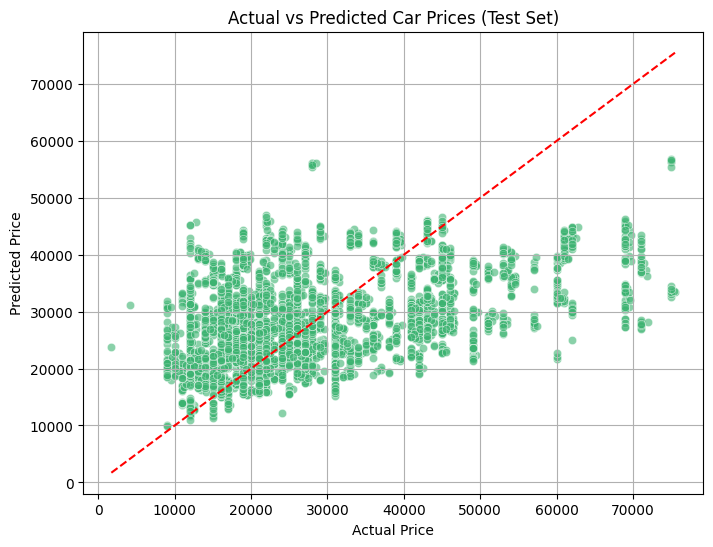 Actual vs Predicted Car Prices (Test Set)
70000
60000
50000
40000
30000
20000
10000
0
Predicted Price
0 10000 20000 30000 40000 50000 60000 70000
Actual Price